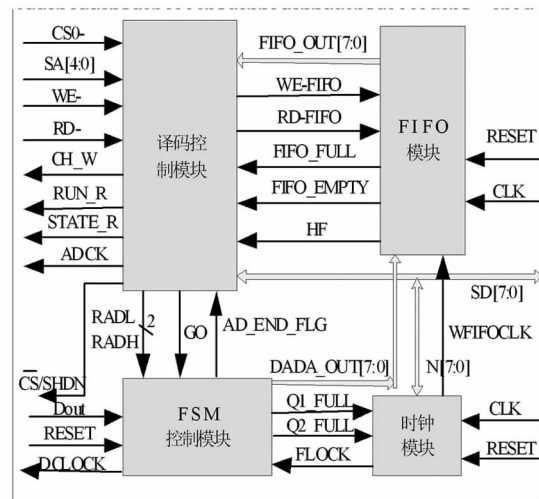 CS0-
SA[4:0]
WE-
RD-
CH_W
RUN_R
STATE_R
ADCK
译码控
制模块
FIFO_OUT[7:0]
WE-FIFO
RD-FIFO
FIFO_FULL
FIFO_EMPTY
HF
FIFO
模块
RESET
CLK
SD[7:0]
RADL
RADH
2
GO
AD_END_FLG
WFIFOCLK
DADA_OUT[7:0]
N[7:0]
CS/SHDN
Dout
RESET
DCLOCK
FSM
控制模块
Q1_FULL
Q2_FULL
FLOCK
时钟
模块
CLK
RESET